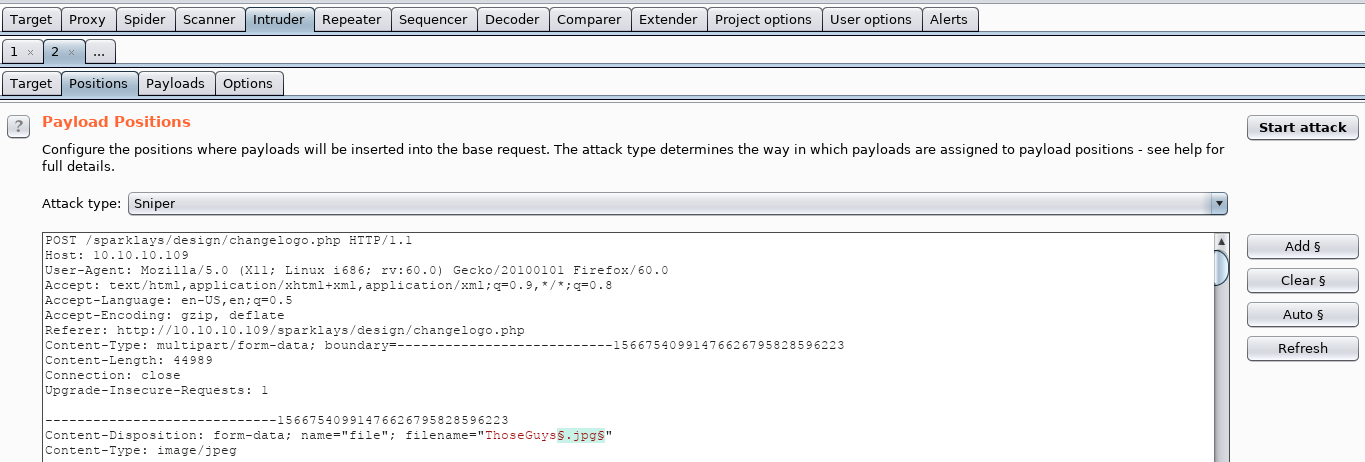 Target Proxy Spider Scanner Intruder Repeater Sequencer Decoder Comparer Extender Project options User options Alerts
1 × 2 × ...
Target Positions Payloads Options
? Payload Positions
Start attack
Configure the positions where payloads will be inserted into the base request. The attack type determines the way in which payloads are assigned to payload positions - see help for
full details.
Attack type: Sniper
POST /sparklays/design/changelogo.php HTTP/1.1
Host: 10.10.10.109
User-Agent: Mozilla/5.0 (X11; Linux i686; rv:60.0) Gecko/20100101 Firefox/60.0
Accept: text/html,application/xhtml+xml,application/xml;q=0.9,*/*;q=0.8
Accept-Language: en-US,en;q=0.5
Accept-Encoding: gzip, deflate
Referer: http://10.10.10.109/sparklays/design/changelogo.php
Content-Type: multipart/form-data; boundary=---------------------------15667540991476626795828596223
Content-Length: 44989
Connection: close
Upgrade-Insecure-Requests: 1
-----------------------------15667540991476626795828596223
Content-Disposition: form-data; name="file"; filename="ThoseGuys§.jpg§"
Content-Type: image/jpeg
Add §
Clear §
Auto §
Refresh